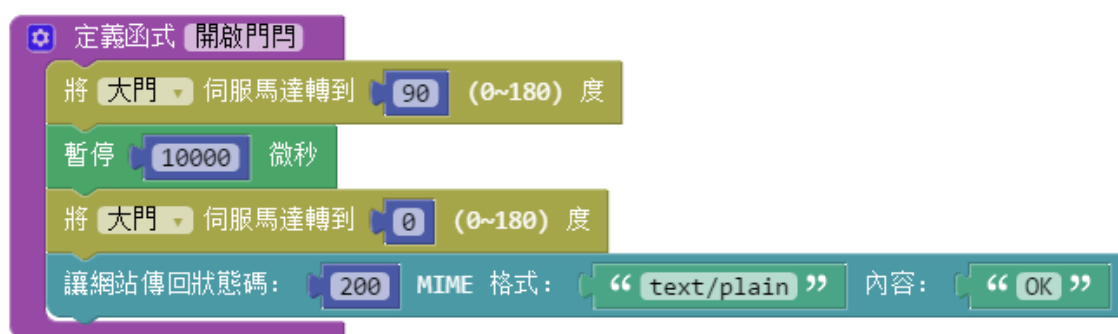 定義函式 開啟門閂
將 大門 伺服馬達轉到 90 (0~180) 度
暫停 10000 微秒
將 大門 伺服馬達轉到 0 (0~180) 度
讓網站傳回狀態碼: 200 MIME 格式: “ text/plain ” 內容: “ OK ”